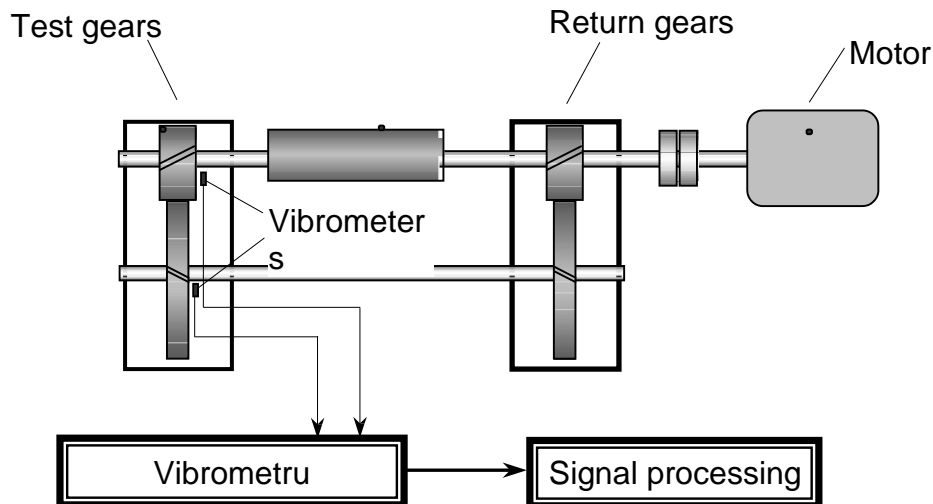 Test gears
Return gears
Motor
Vibrometer
s
Vibrometru
Signal processing